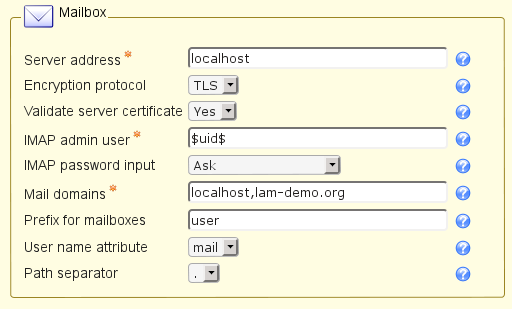 Mailbox
Server address * localhost
Encryption protocol TLS
Validate server certificate Yes
IMAP admin user * $uid$
IMAP password input Ask
Mail domains * localhost,lam-demo.org
Prefix for mailboxes user
User name attribute mail
Path separator .